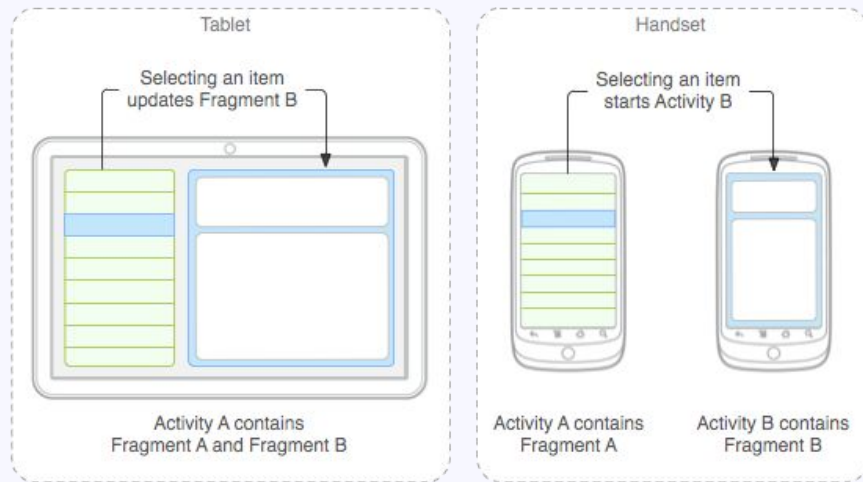 Tablet
Selecting an item
updates Fragment B
Activity A contains
Fragment A and Fragment B
Handset
Selecting an item
starts Activity B
Activity A contains
Fragment A
Activity B contains
Fragment B